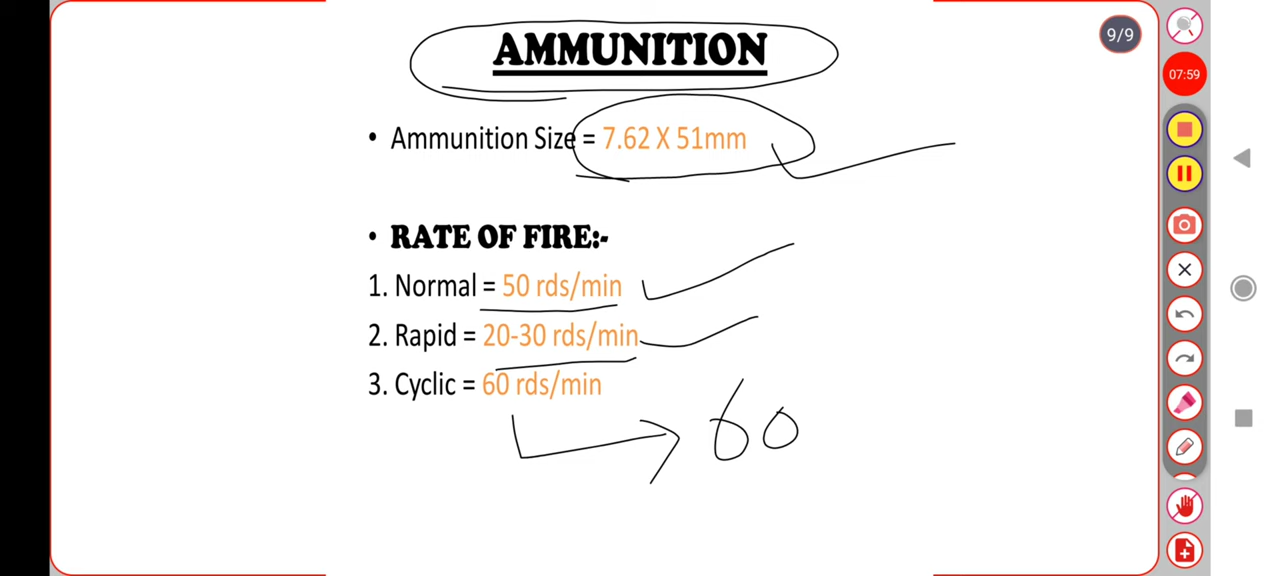 AMMUNITION
9/9
07:59
• Ammunition Size = 7.62 X 51mm
• RATE OF FIRE:-
1. Normal = 50 rds/min
2. Rapid = 20-30 rds/min
3. Cyclic = 60 rds/min
60